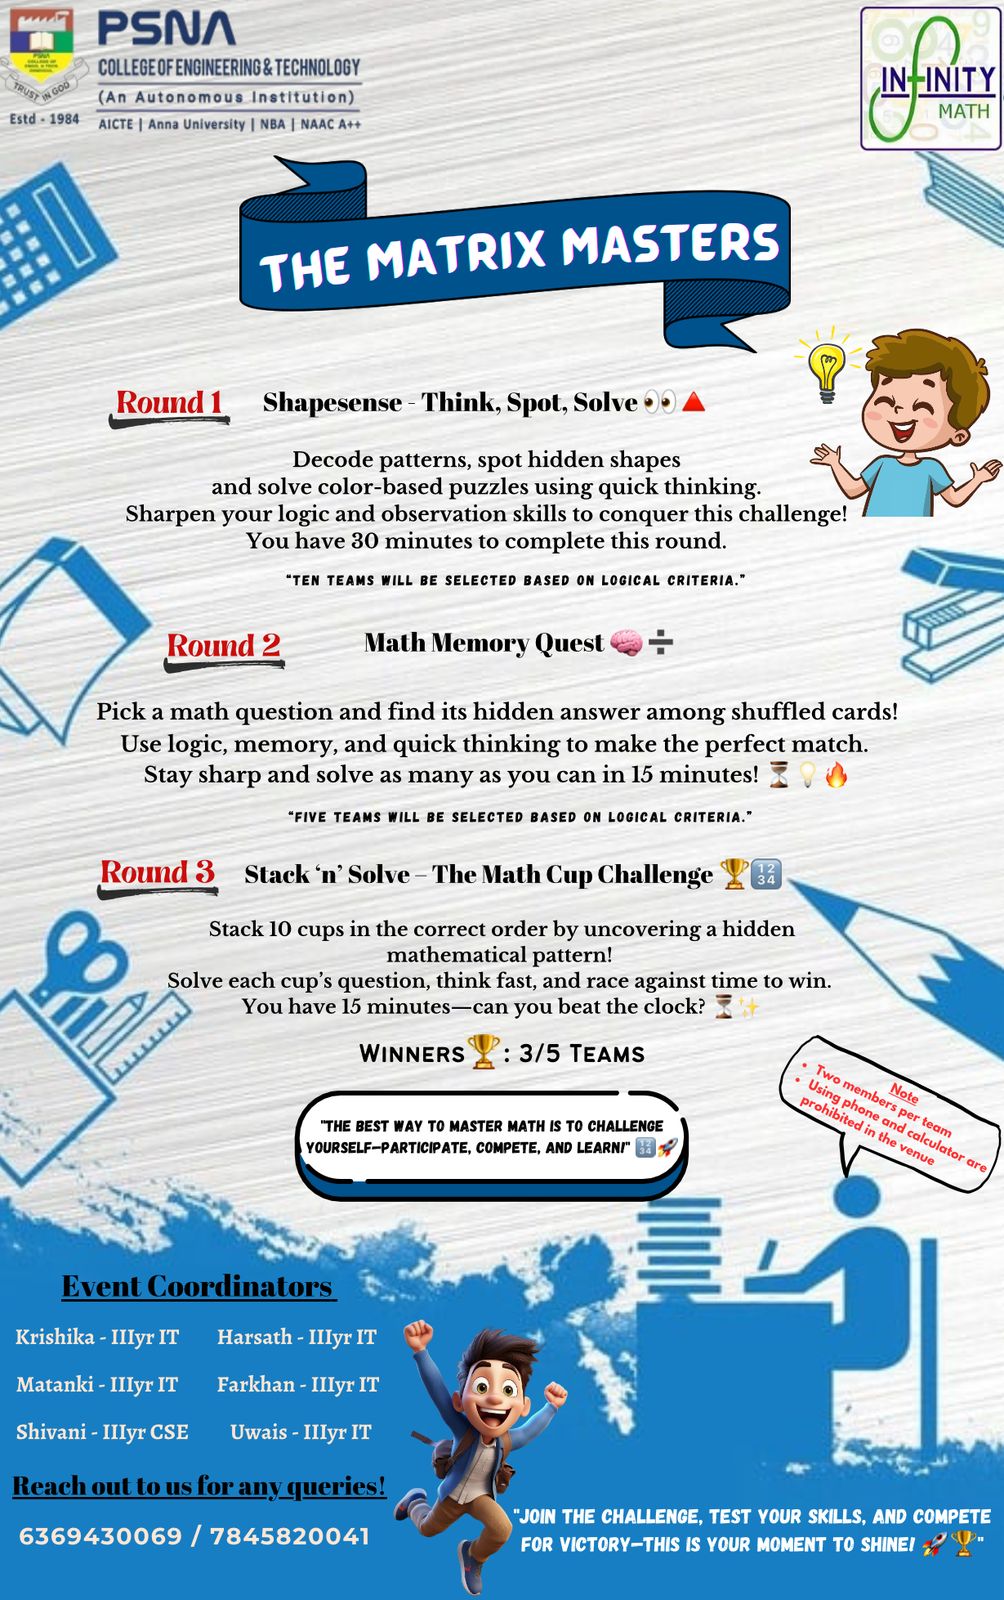 PSNA
COLLEGE OF ENGINEERING & TECHNOLOGY
(An Autonomous Institution)
AICTE | Anna University | NBA | NAAC A++
TRUST IN GOD
Estd - 1984
INFINITY
MATH
THE MATRIX MASTERS
Round 1
Shapesense - Think, Spot, Solve 👀🔺
Decode patterns, spot hidden shapes
and solve color-based puzzles using quick thinking.
Sharpen your logic and observation skills to conquer this challenge!
You have 30 minutes to complete this round.
"TEN TEAMS WILL BE SELECTED BASED ON LOGICAL CRITERIA."
Round 2
Math Memory Quest 🧠➗
Pick a math question and find its hidden answer among shuffled cards!
Use logic, memory, and quick thinking to make the perfect match.
Stay sharp and solve as many as you can in 15 minutes! ⏳💡🔥
"FIVE TEAMS WILL BE SELECTED BASED ON LOGICAL CRITERIA."
Round 3
Stack 'n' Solve – The Math Cup Challenge 🏆🔢
Stack 10 cups in the correct order by uncovering a hidden
mathematical pattern!
Solve each cup's question, think fast, and race against time to win.
You have 15 minutes—can you beat the clock? ⏳✨
WINNERS🏆: 3/5 TEAMS
Note
• Two members per team
• Using phone and calculator are
prohibited in the venue
"THE BEST WAY TO MASTER MATH IS TO CHALLENGE
YOURSELF—PARTICIPATE, COMPETE, AND LEARN!" 🔢🚀
Event Coordinators
Krishika - IIIyr IT Harsath - IIIyr IT
Matanki - IIIyr IT Farkhan - IIIyr IT
Shivani - IIIyr CSE Uwais - IIIyr IT
Reach out to us for any queries!
6369430069 / 7845820041
"JOIN THE CHALLENGE, TEST YOUR SKILLS, AND COMPETE
FOR VICTORY—THIS IS YOUR MOMENT TO SHINE! 🚀🏆"